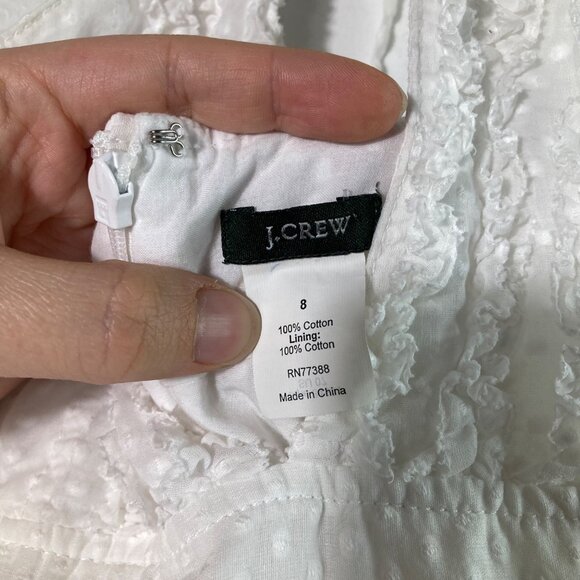 J.CREW
8
100% Cotton
Lining:
100% Cotton
RN77388
Made in China